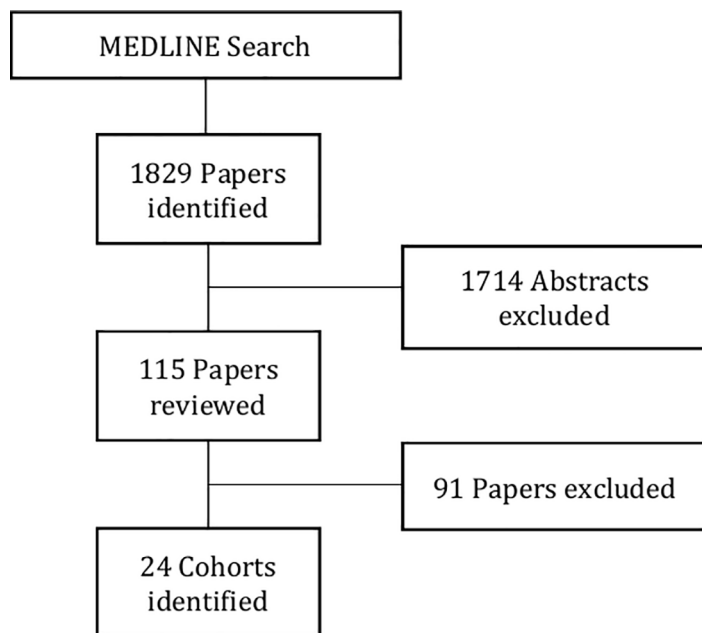 MEDLINE Search
1829 Papers
identified
1714 Abstracts
excluded
115 Papers
reviewed
91 Papers excluded
24 Cohorts
identified